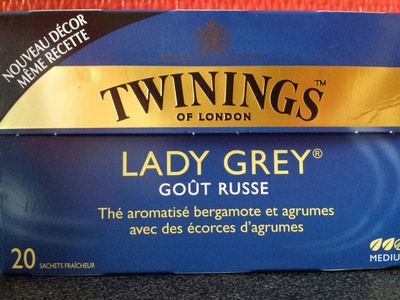 NOUVEAU DÉCOR
MÊME RECETTE
TWININGS™
OF LONDON
LADY GREY®
GOÛT RUSSE
Thé aromatisé bergamote et agrumes
avec des écorces d'agrumes
20 SACHETS FRAÎCHEUR
MEDIU